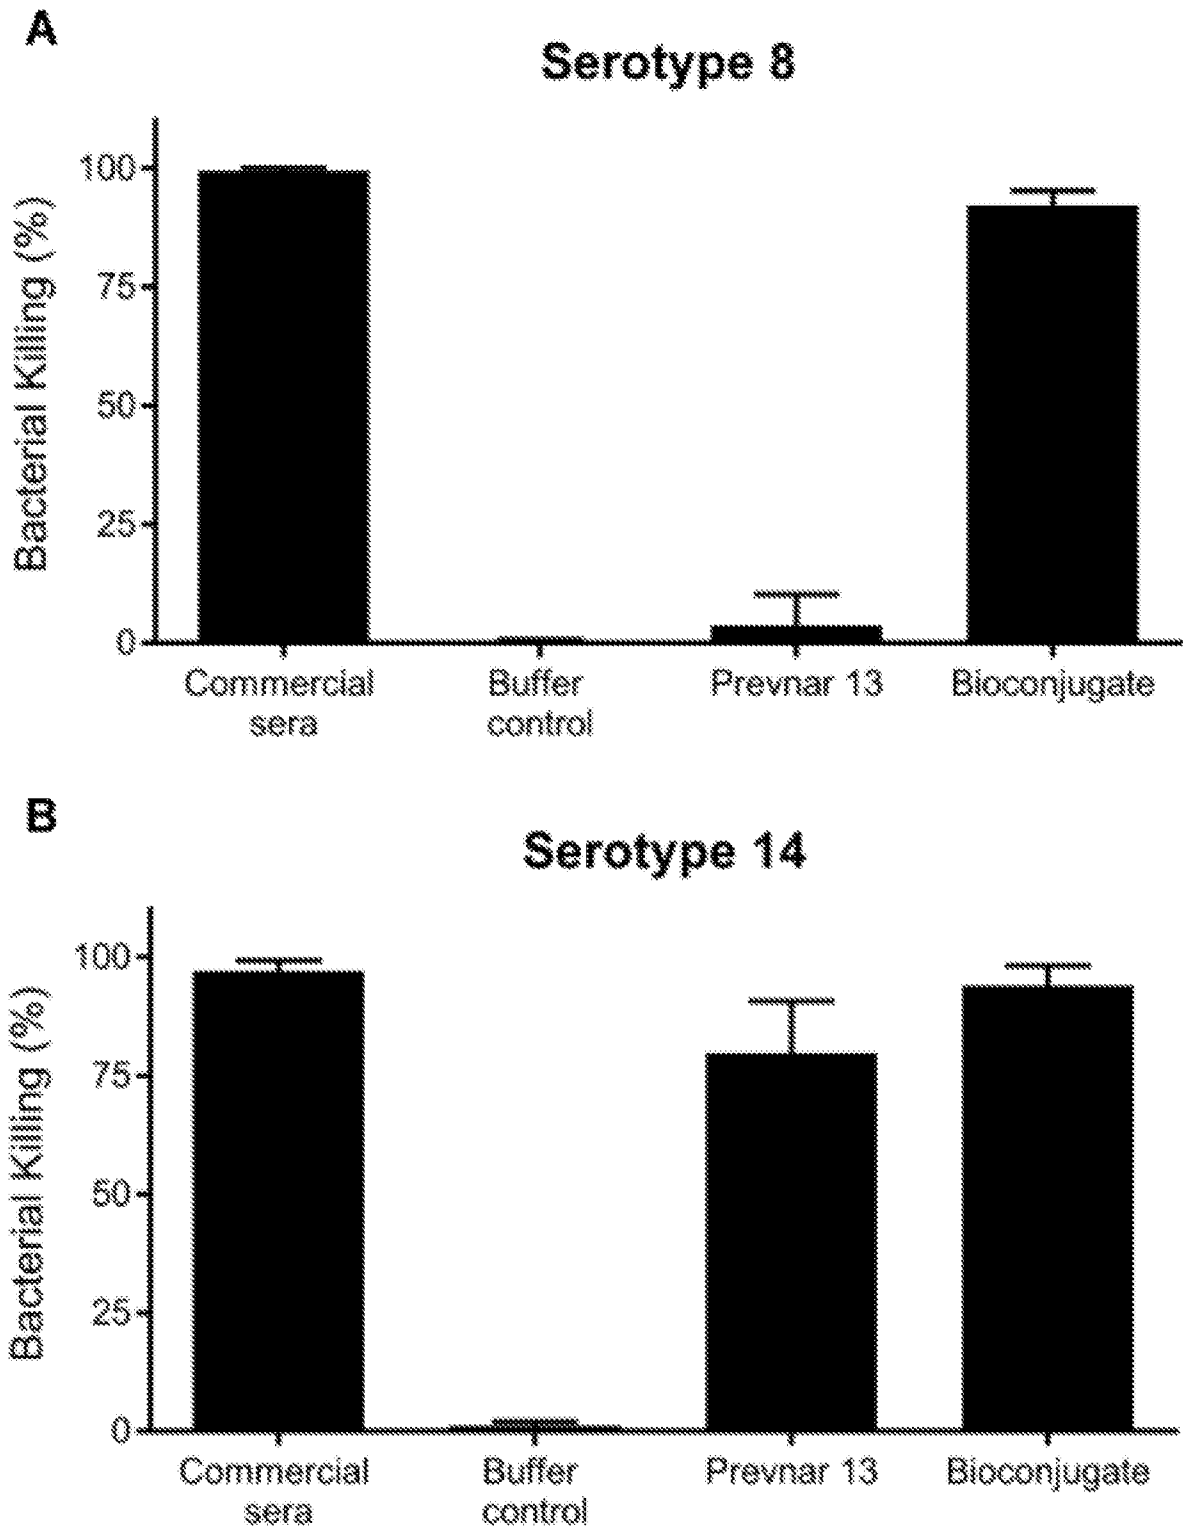 A
Serotype 8
Bacterial Killing (%)
100
75
50
25
0
Commercial
sera
Buffer
control
Prevnar 13
Bioconjugate
B
Serotype 14
Bacterial Killing (%)
100
75
50
25
0
Commercial
sera
Buffer
control
Prevnar 13
Bioconjugate